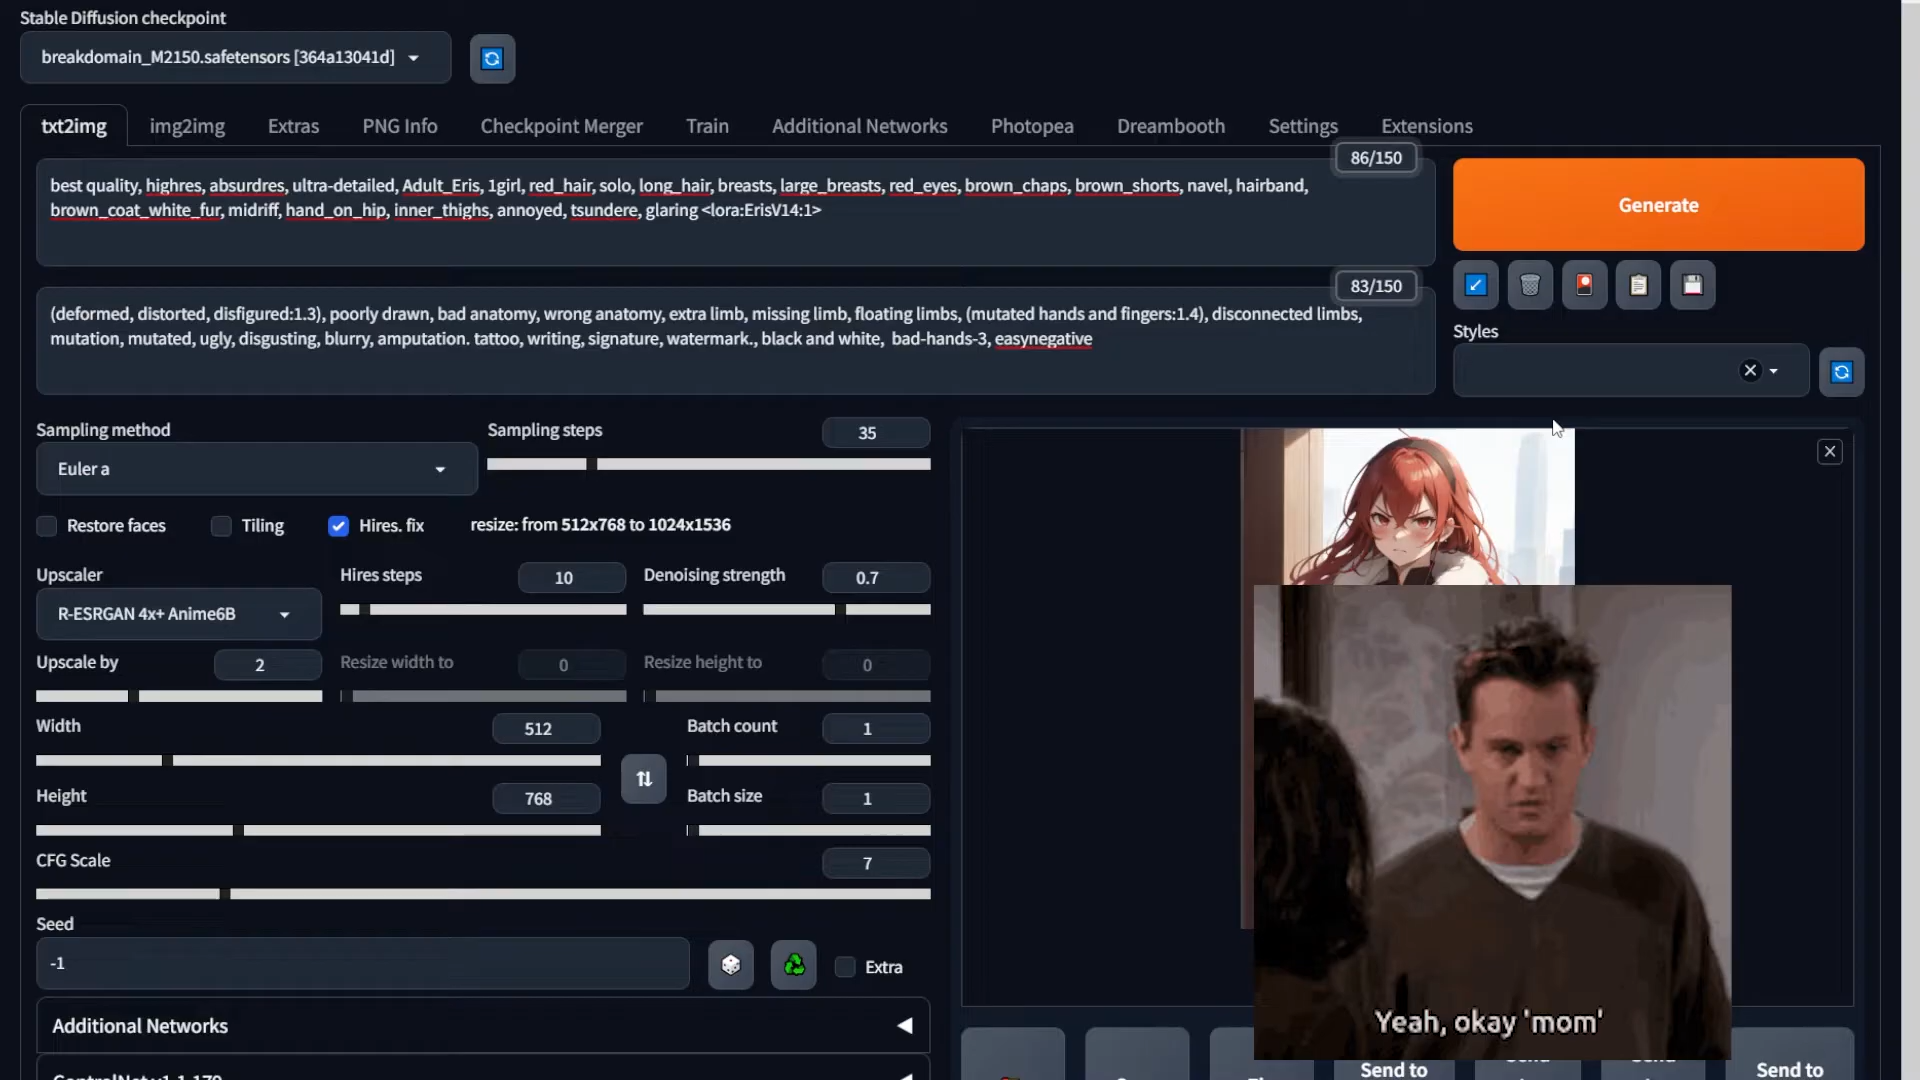 Stable Diffusion checkpoint
breakdomain_M2150.safetensors [364a13041d]
txt2img
img2img
Extras
PNG Info
Checkpoint Merger
Train
Additional Networks
Photopea
Dreambooth
Settings
Extensions
86/150
best quality, highres, absurdres, ultra-detailed, Adult_Eris, 1girl, red_hair, solo, long_hair, breasts, large_breasts, red_eyes, brown_chaps, brown_shorts, navel, hairband,
brown_coat_white_fur, midriff, hand_on_hip, inner_thighs, annoyed, tsundere, glaring <lora:ErisV14:1>
Generate
83/150
(deformed, distorted, disfigured:1.3), poorly drawn, bad anatomy, wrong anatomy, extra limb, missing limb, floating limbs, (mutated hands and fingers:1.4), disconnected limbs,
mutation, mutated, ugly, disgusting, blurry, amputation. tattoo, writing, signature, watermark., black and white, bad-hands-3, easynegative
Styles
Sampling method
Euler a
Sampling steps
35
Restore faces
Tiling
Hires. fix
resize: from 512x768 to 1024x1536
Upscaler
R-ESRGAN 4x+ Anime6B
Hires steps
10
Denoising strength
0.7
Upscale by
2
Resize width to
0
Resize height to
0
Width
512
Batch count
1
Height
768
Batch size
1
CFG Scale
7
Seed
-1
Extra
Additional Networks
Yeah, okay 'mom'
Send to
Send to